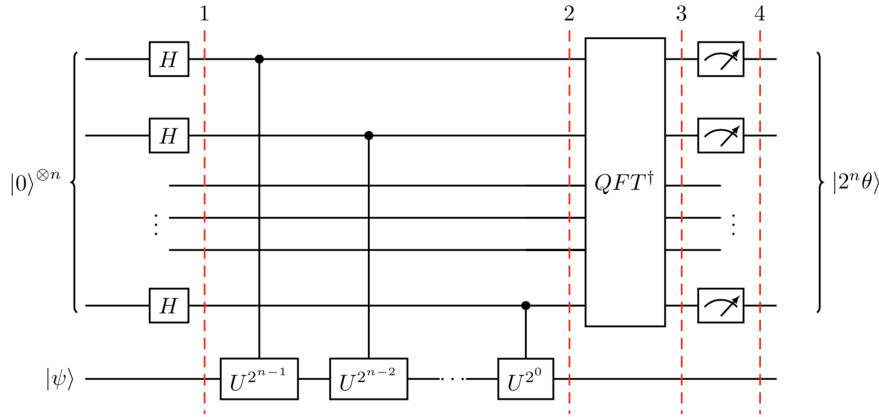 1 2 3 4
H
H
|0⟩^{⊗n} QFT† |2^nθ⟩
⋮ ⋮
H
|ψ⟩ U^{2^{n−1}} U^{2^{n−2}} ··· U^{2^0}